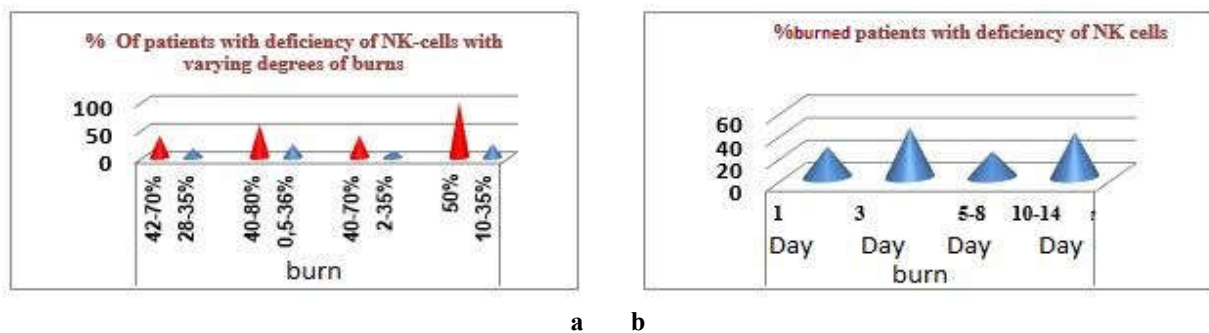 % Of patients with deficiency of NK-cells with
varying degrees of burns
100
50
0
42-70%
28-35%
40-80%
0,5-36%
40-70%
2-35%
50%
10-35%
burn
%burned patients with deficiency of NK cells
60
40
20
0
1 3 5-8 10-14
Day Day Day Day
burn
a b